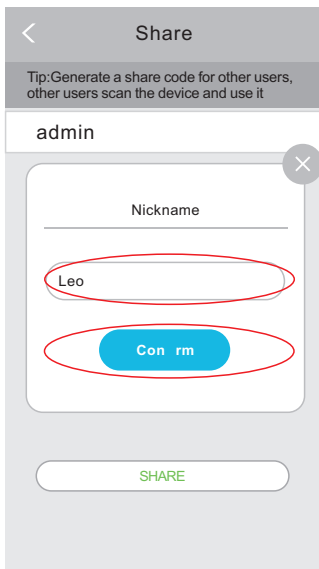 Share
Tip:Generate a share code for other users,
other users scan the device and use it
admin
Nickname
Leo
Con rm
SHARE